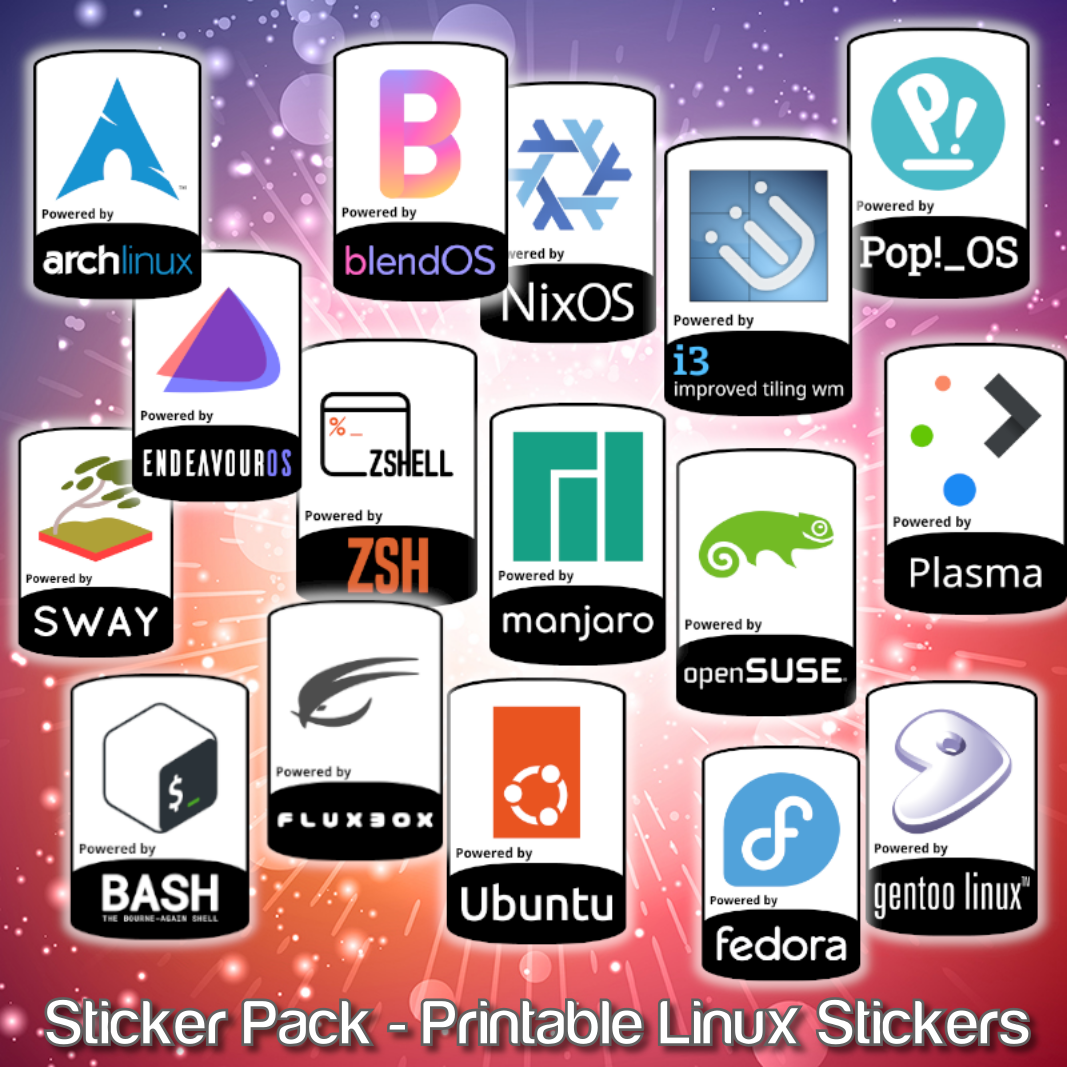 Powered by
archlinux
Powered by
blendOS
Powered by
NixOS
Powered by
i3
improved tiling wm
P!
Powered by
Pop!_OS
Powered by
ENDEAVOUROS
%_
ZSHELL
Powered by
ZSH
Powered by
SWAY
Powered by
manjaro
Powered by
openSUSE
Powered by
Plasma
$_
Powered by
BASH
THE BOURNE-AGAIN SHELL
Powered by
FLUXBOX
Powered by
Ubuntu
Powered by
fedora
Powered by
gentoo linux™
Sticker Pack - Printable Linux Stickers